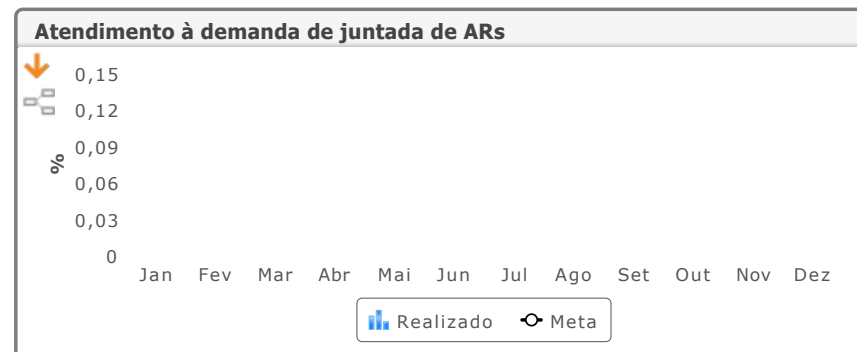 Atendimento à demanda de juntada de ARs
0,15
0,12
0,09
0,06
0,03
0
%
Jan Fev Mar Abr Mai Jun Jul Ago Set Out Nov Dez
Realizado Meta